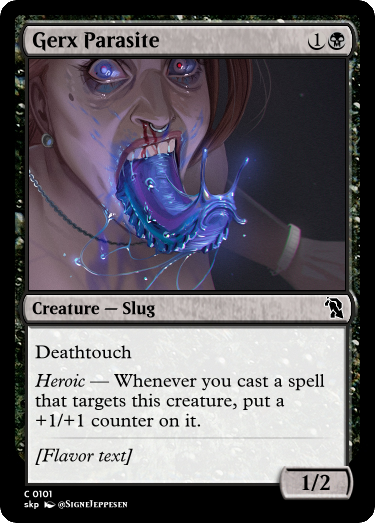 Gerx Parasite 1
Creature — Slug
Deathtouch
Heroic — Whenever you cast a spell
that targets this creature, put a
+1/+1 counter on it.
[Flavor text]
1/2
C 0101
skp @SigneJeppesen